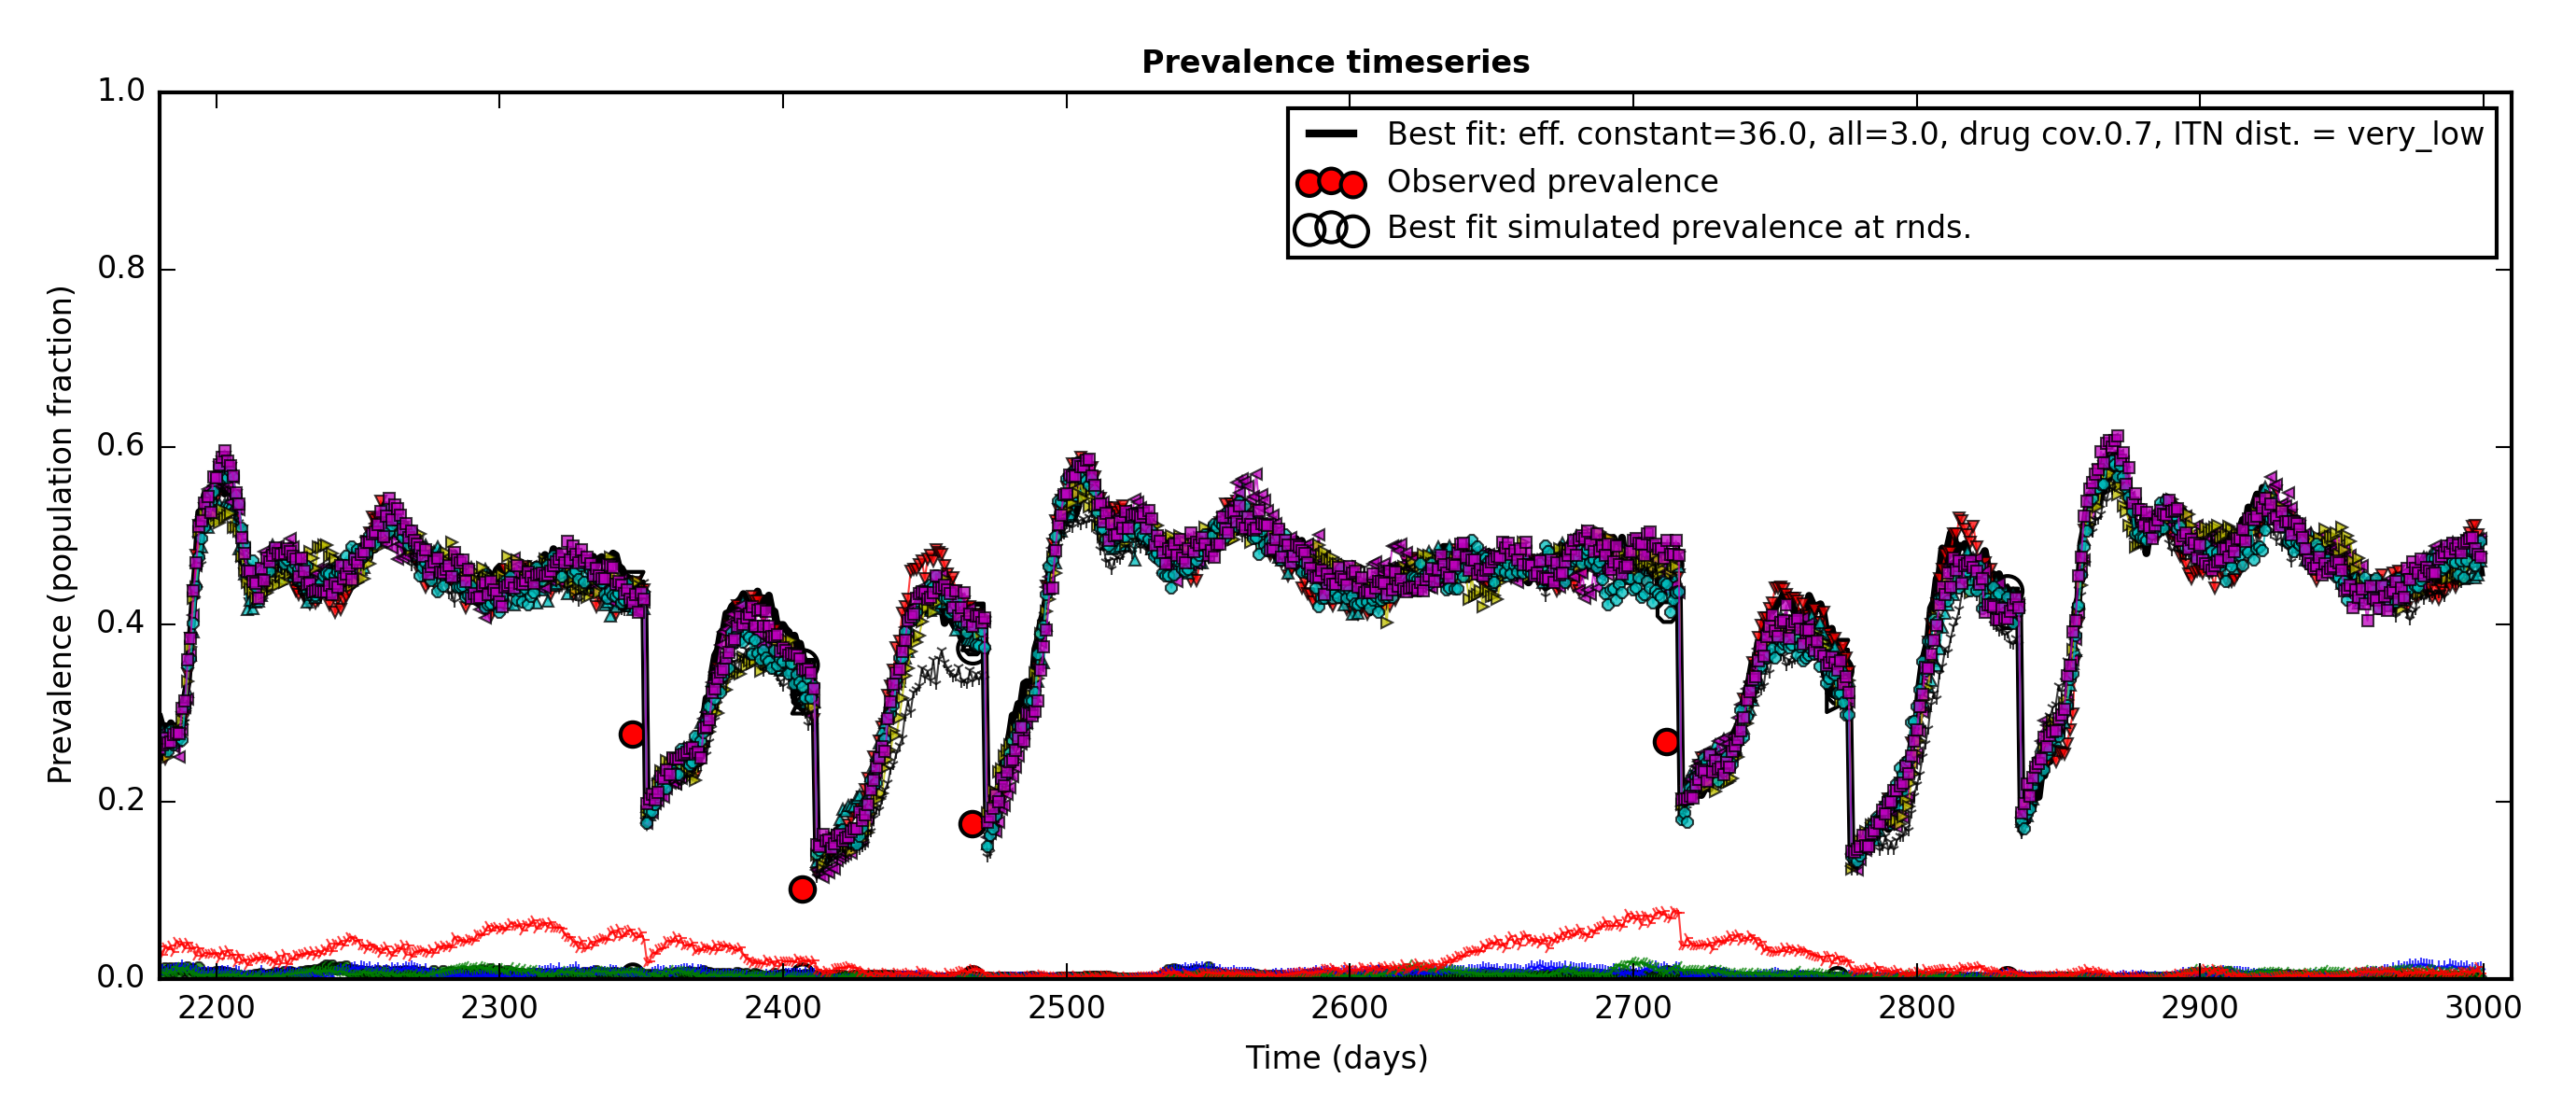 Prevalence timeseries
1.0
0.8
0.6
0.4
0.2
0.0
Prevalence (population fraction)
Best fit: eff. constant=36.0, all=3.0, drug cov.0.7, ITN dist. = very_low
Observed prevalence
Best fit simulated prevalence at rnds.
2200 2300 2400 2500 2600 2700 2800 2900 3000
Time (days)